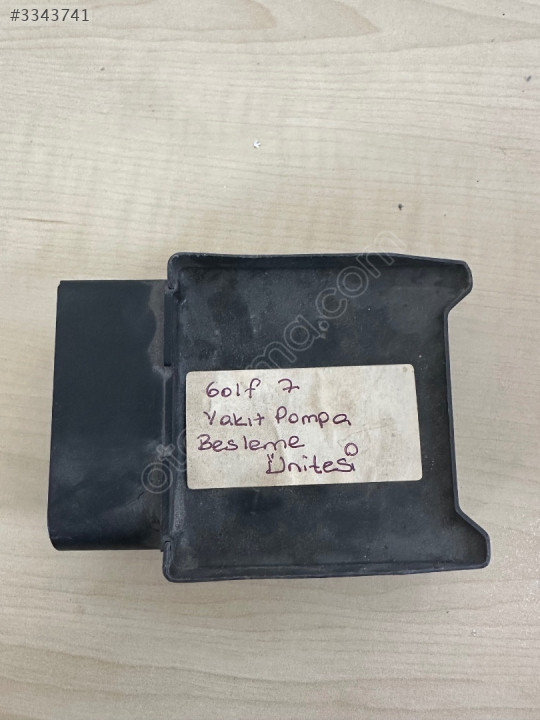 #3343741
Golf 7
Yakıt Pompa
Besleme
Ünitesi